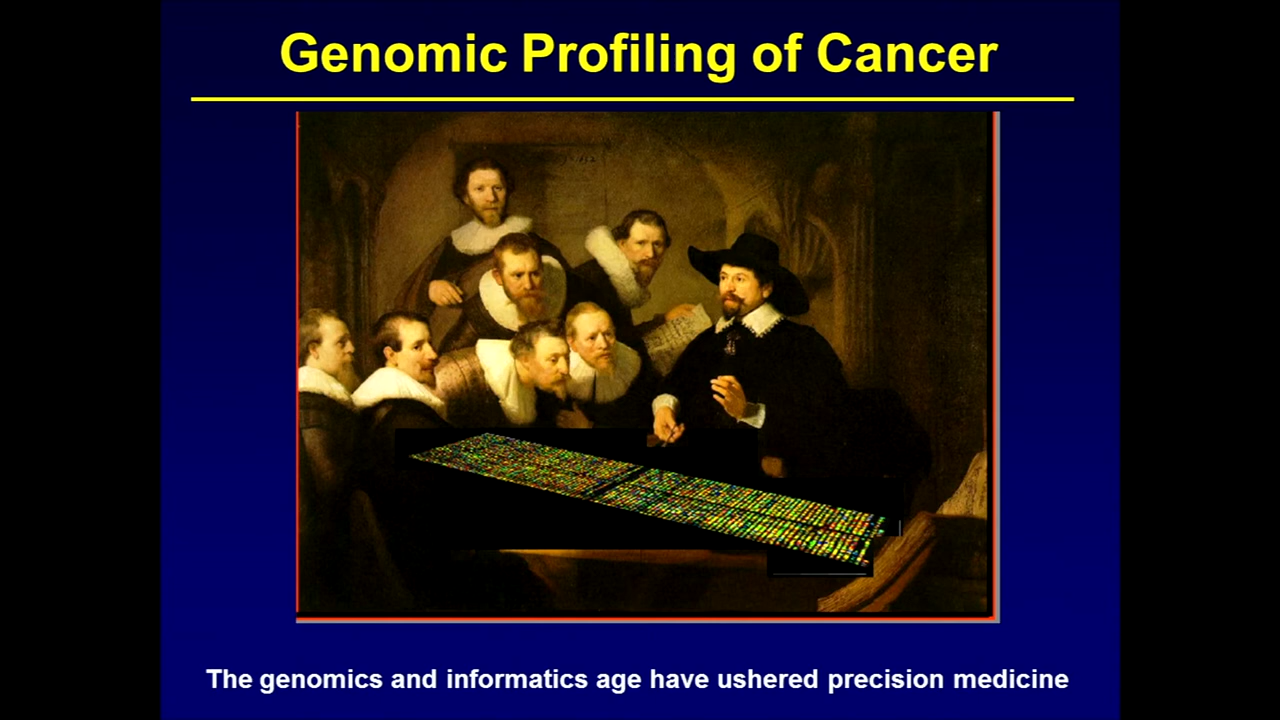 Genomic Profiling of Cancer
The genomics and informatics age have ushered precision medicine